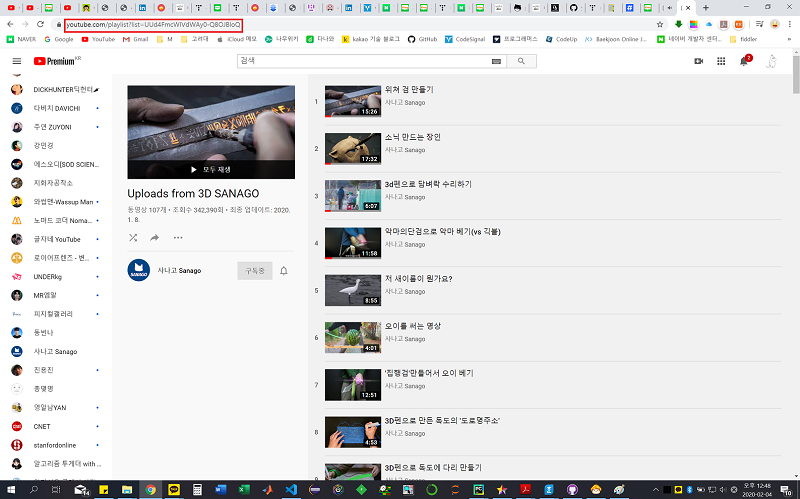 youtube.com/playlist?list=UUd4FmcWIVdWAy0-Q8OJ8loQ
NAVER
Google
YouTube
Gmail
M
고려대
iCloud 메모
나무위키
다나와
kakao 기술 블로그
GitHub
CodeSignal
프로그래머스
CodeUp
Baekjoon Online J...
네이버 개발자 센터...
fiddler
Premium KR
검색
2
DICKHUNTER딕헌터
다비치 DAVICHI
주연 ZUYONI
강민경
에스오디[SOD SCIEN...
지화자공작소
와썹맨-Wassup Man
노마드 코더 Noma...
글자네 YouTube
로이어프렌즈 - 변...
UNDERkg
MR엠알
피지컬갤러리
동번나
사나고 Sanago
진용진
종몇명
영알남YAN
CNET
stanfordonline
알고리즘 투게더 with ...
모두 재생
Uploads from 3D SANAGO
동영상 107개 • 조회수 342,390회 • 최종 업데이트: 2020.
1. 8.
SANAGO
사나고 Sanago
구독중
1
15:26
위쳐 검 만들기
사나고 Sanago
2
17:32
소닉 만드는 장인
사나고 Sanago
3
6:07
3d펜으로 담벼락 수리하기
사나고 Sanago
4
11:58
악마의단검으로 악마 베기(vs 긱블)
사나고 Sanago
5
8:55
저 새이름이 뭔가요?
사나고 Sanago
6
4:01
오이를 써는 영상
사나고 Sanago
7
12:51
'집행검'만들어서 오이 베기
사나고 Sanago
8
4:53
3D펜으로 만든 독도의 '도로명주소'
사나고 Sanago
3D펜으로 독도에 다리 만들기
사나고 Sanago
오후 12:48
2020-02-04